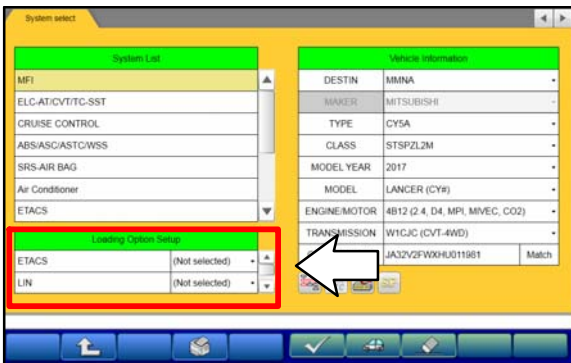 System select
System List
MFI
ELC-AT/CVT/TC-SST
CRUISE CONTROL
ABS/ASC/ASTC/WSS
SRS-AIR BAG
Air Conditioner
ETACS
Loading Option Setup
ETACS (Not selected)
LIN (Not selected)
Vehicle Information
DESTIN MMNA
MAKER MITSUBISHI
TYPE CY5A
CLASS STSPZL2M
MODEL YEAR 2017
MODEL LANCER (CY#)
ENGINE/MOTOR 4B12 (2.4, D4, MPI, MIVEC, CO2)
TRANSMISSION W1CJC (CVT-4WD)
JA32V2FWXHU011981 Match